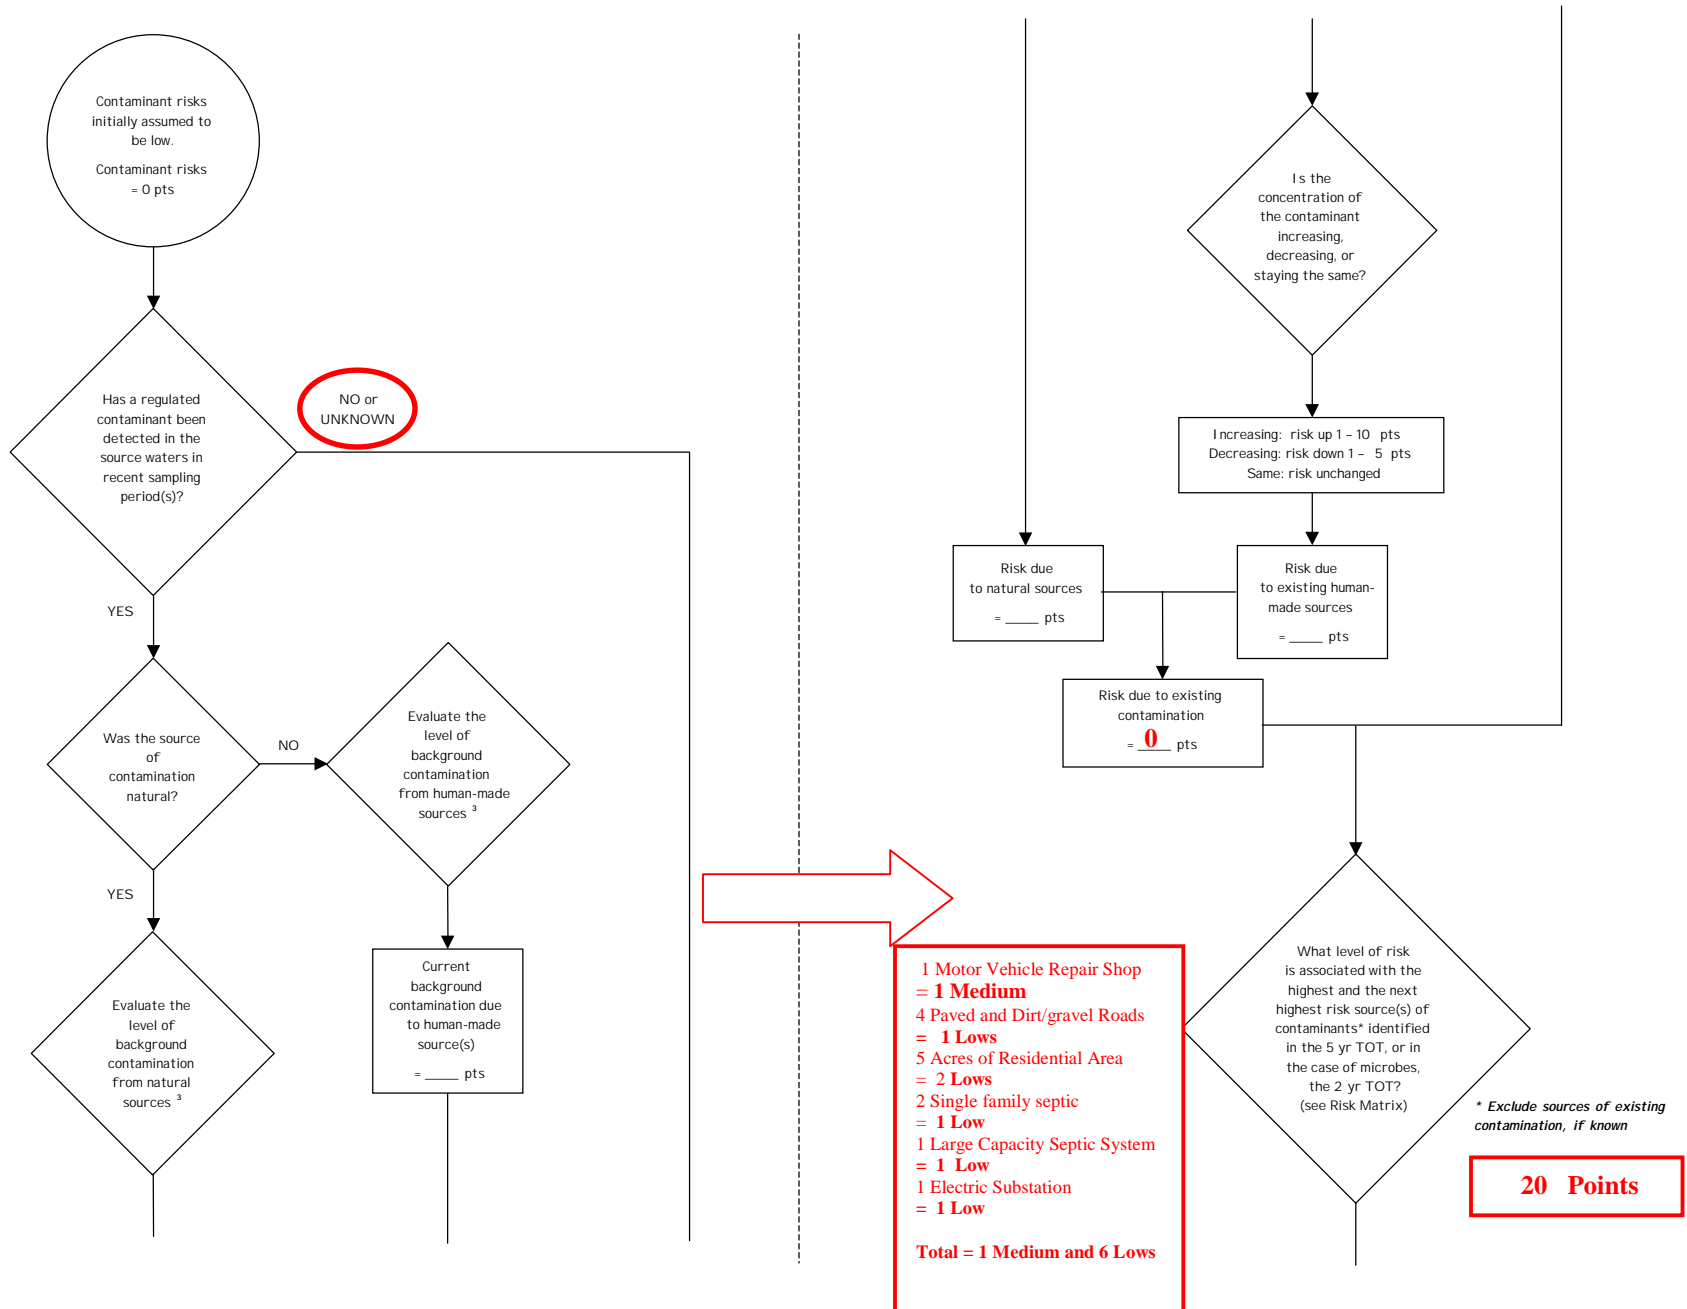 Contaminant risks
initially assumed to
be low.
Contaminant risks
= 0 pts
Has a regulated
contaminant been
detected in the
source waters in
recent sampling
period(s)?
NO or
UNKNOWN
YES
Was the source
of
contamination
natural?
NO
Evaluate the
level of
background
contamination
from human-made
sources ³
YES
Evaluate the
level of
background
contamination
from natural
sources ³
Current
background
contamination due
to human-made
source(s)
= _____ pts
Is the
concentration of
the contaminant
increasing,
decreasing, or
staying the same?
Increasing: risk up 1 – 10 pts
Decreasing: risk down 1 – 5 pts
Same: risk unchanged
Risk due
to natural sources
= _____ pts
Risk due
to existing human-
made sources
= _____ pts
Risk due to existing
contamination
= __0__ pts
1 Motor Vehicle Repair Shop
= 1 Medium
4 Paved and Dirt/gravel Roads
= 1 Lows
5 Acres of Residential Area
= 2 Lows
2 Single family septic
= 1 Low
1 Large Capacity Septic System
= 1 Low
1 Electric Substation
= 1 Low
Total = 1 Medium and 6 Lows
What level of risk
is associated with the
highest and the next
highest risk source(s) of
contaminants* identified
in the 5 yr TOT, or in
the case of microbes,
the 2 yr TOT?
(see Risk Matrix)
* Exclude sources of existing
contamination, if known
20 Points